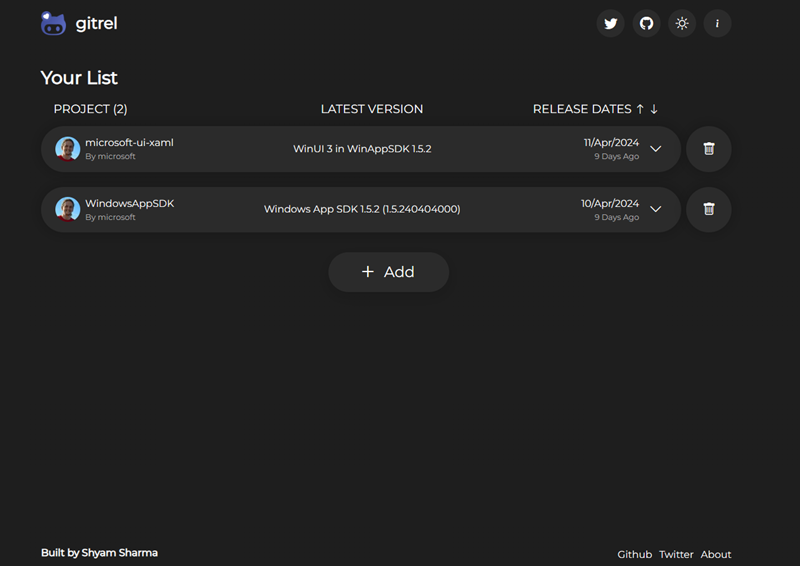 gitrel
i
Your List
PROJECT (2) LATEST VERSION RELEASE DATES ↑ ↓
microsoft-ui-xaml
By microsoft
WinUI 3 in WinAppSDK 1.5.2
11/Apr/2024
9 Days Ago
WindowsAppSDK
By microsoft
Windows App SDK 1.5.2 (1.5.240404000)
10/Apr/2024
9 Days Ago
+ Add
Built by Shyam Sharma
Github Twitter About